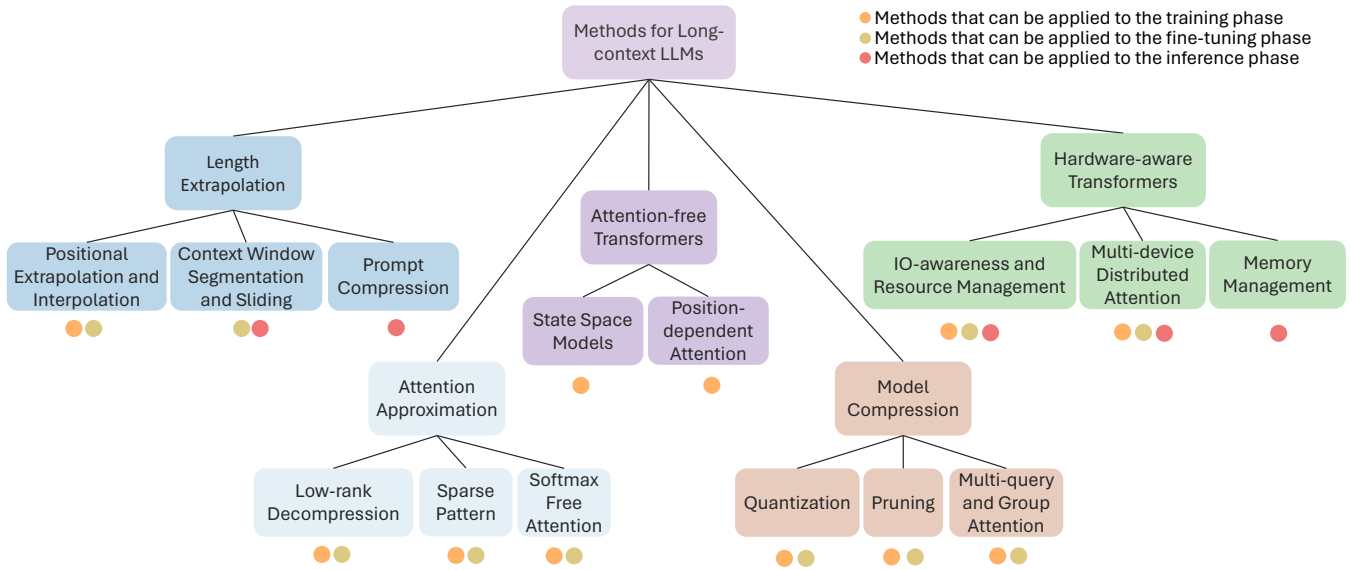 Methods for Long-
context LLMs
Methods that can be applied to the training phase
Methods that can be applied to the fine-tuning phase
Methods that can be applied to the inference phase
Length
Extrapolation
Positional
Extrapolation and
Interpolation
Context Window
Segmentation
and Sliding
Prompt
Compression
Attention-free
Transformers
State Space
Models
Position-
dependent
Attention
Hardware-aware
Transformers
IO-awareness and
Resource Management
Multi-device
Distributed
Attention
Memory
Management
Attention
Approximation
Low-rank
Decompression
Sparse
Pattern
Softmax
Free
Attention
Model
Compression
Quantization
Pruning
Multi-query
and Group
Attention